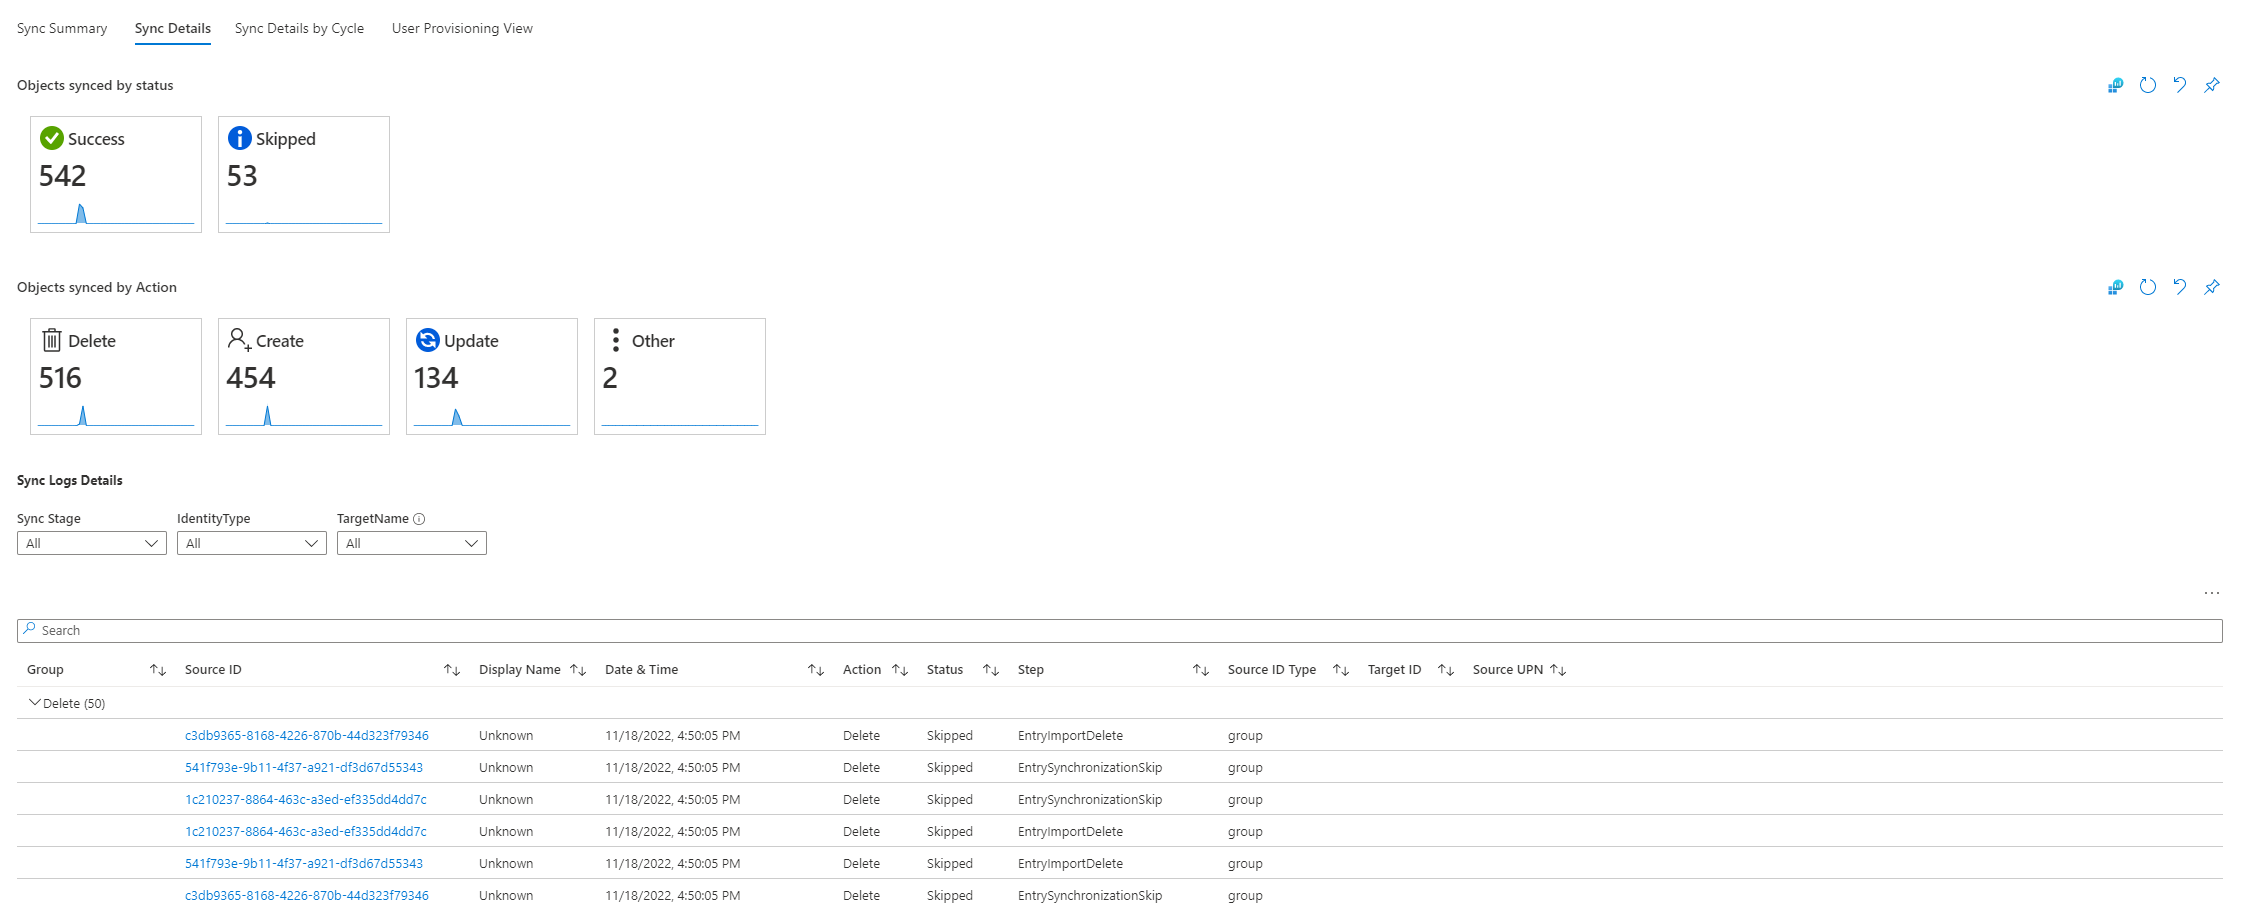 Sync Summary Sync Details Sync Details by Cycle User Provisioning View
Objects synced by status
Success Skipped
542 53
Objects synced by Action
Delete Create Update Other
516 454 134 2
Sync Logs Details
Sync Stage IdentityType TargetName
All All All
...
Search
Group Source ID Display Name Date & Time Action Status Step Source ID Type Target ID Source UPN
Delete (50)
c3db9365-8168-4226-870b-44d323f79346 Unknown 11/18/2022, 4:50:05 PM Delete Skipped EntryImportDelete group
541f793e-9b11-4f37-a921-df3d67d55343 Unknown 11/18/2022, 4:50:05 PM Delete Skipped EntrySynchronizationSkip group
1c210237-8864-463c-a3ed-ef335dd4dd7c Unknown 11/18/2022, 4:50:05 PM Delete Skipped EntrySynchronizationSkip group
1c210237-8864-463c-a3ed-ef335dd4dd7c Unknown 11/18/2022, 4:50:05 PM Delete Skipped EntryImportDelete group
541f793e-9b11-4f37-a921-df3d67d55343 Unknown 11/18/2022, 4:50:05 PM Delete Skipped EntryImportDelete group
c3db9365-8168-4226-870b-44d323f79346 Unknown 11/18/2022, 4:50:05 PM Delete Skipped EntrySynchronizationSkip group